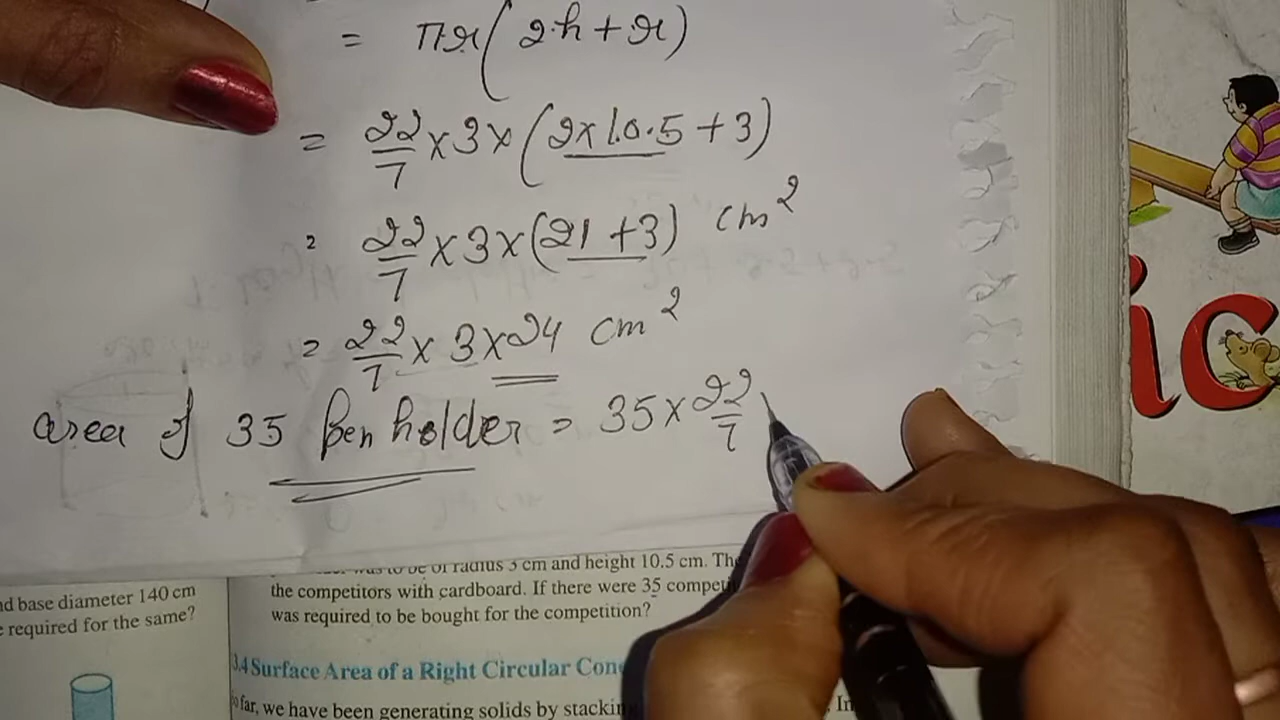 = πr(2h+r)
= 22/7 × 3 × (2×10.5+3)
= 22/7 × 3 × (21+3) cm²
= 22/7 × 3×24 cm²
area of 35 Pen holder = 35 × 22/7
ic
nd base diameter 140 cm
required for the same?
was to be of radius 3 cm and height 10.5 cm. The
the competitors with cardboard. If there were 35
was required to be bought for the competition?
3.4 Surface Area of a Right Circular
far, we have been generating solids by